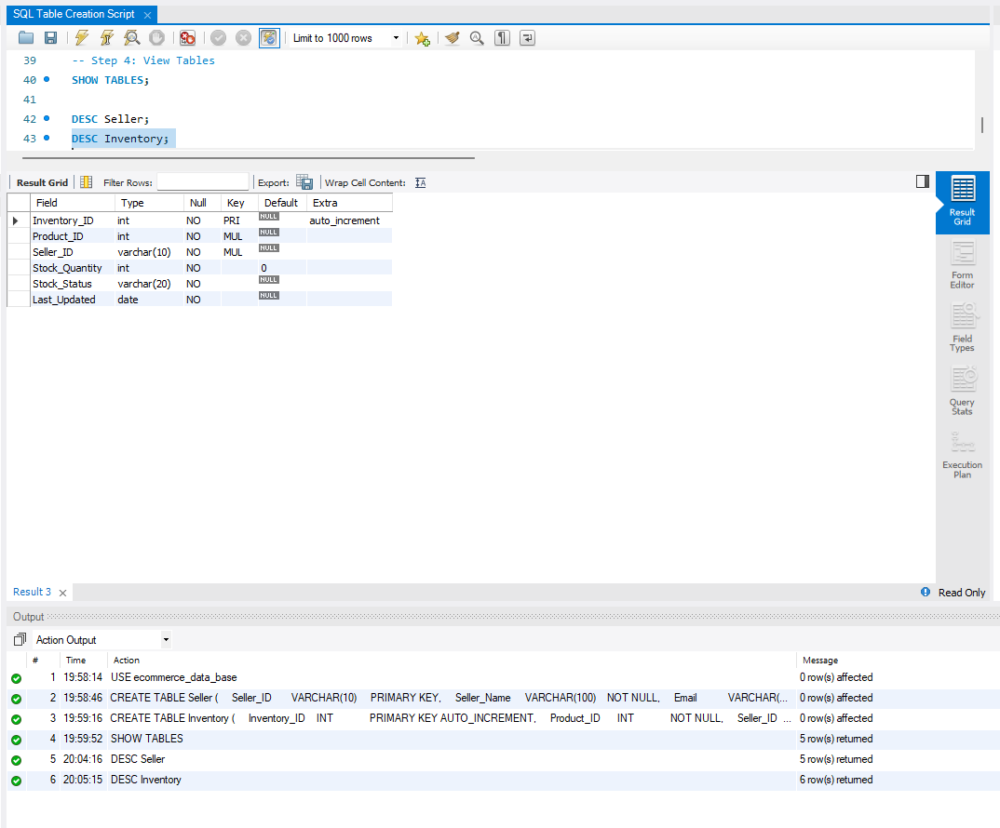 SQL Table Creation Script
Limit to 1000 rows
39 -- Step 4: View Tables
40 SHOW TABLES;
41
42 DESC Seller;
43 DESC Inventory;
Result Grid Filter Rows: Export: Wrap Cell Content:
Field Type Null Key Default Extra
Inventory_ID int NO PRI NULL auto_increment
Product_ID int NO MUL NULL
Seller_ID varchar(10) NO MUL NULL
Stock_Quantity int NO 0
Stock_Status varchar(20) NO NULL
Last_Updated date NO NULL
Result
Grid
Form
Editor
Field
Types
Query
Stats
Execution
Plan
Result 3 Read Only
Output
Action Output
# Time Action Message
1 19:58:14 USE ecommerce_data_base 0 row(s) affected
2 19:58:46 CREATE TABLE Seller ( Seller_ID VARCHAR(10) PRIMARY KEY, Seller_Name VARCHAR(100) NOT NULL, Email VARCHAR(... 0 row(s) affected
3 19:59:16 CREATE TABLE Inventory ( Inventory_ID INT PRIMARY KEY AUTO_INCREMENT, Product_ID INT NOT NULL, Seller_ID ... 0 row(s) affected
4 19:59:52 SHOW TABLES 5 row(s) returned
5 20:04:16 DESC Seller 5 row(s) returned
6 20:05:15 DESC Inventory 6 row(s) returned